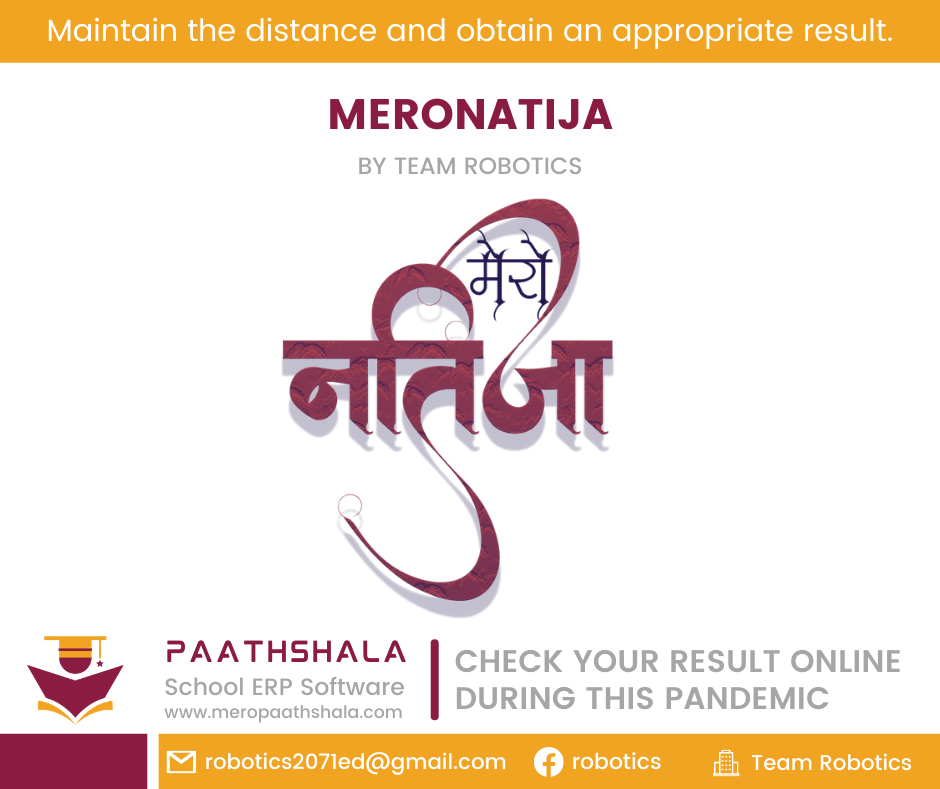 Maintain the distance and obtain an appropriate result.
MERONATIJA
BY TEAM ROBOTICS
मेरो
नतिजा
PAATHSHALA
School ERP Software
www.meropaathshala.com
CHECK YOUR RESULT ONLINE
DURING THIS PANDEMIC
robotics2071ed@gmail.com
robotics
Team Robotics